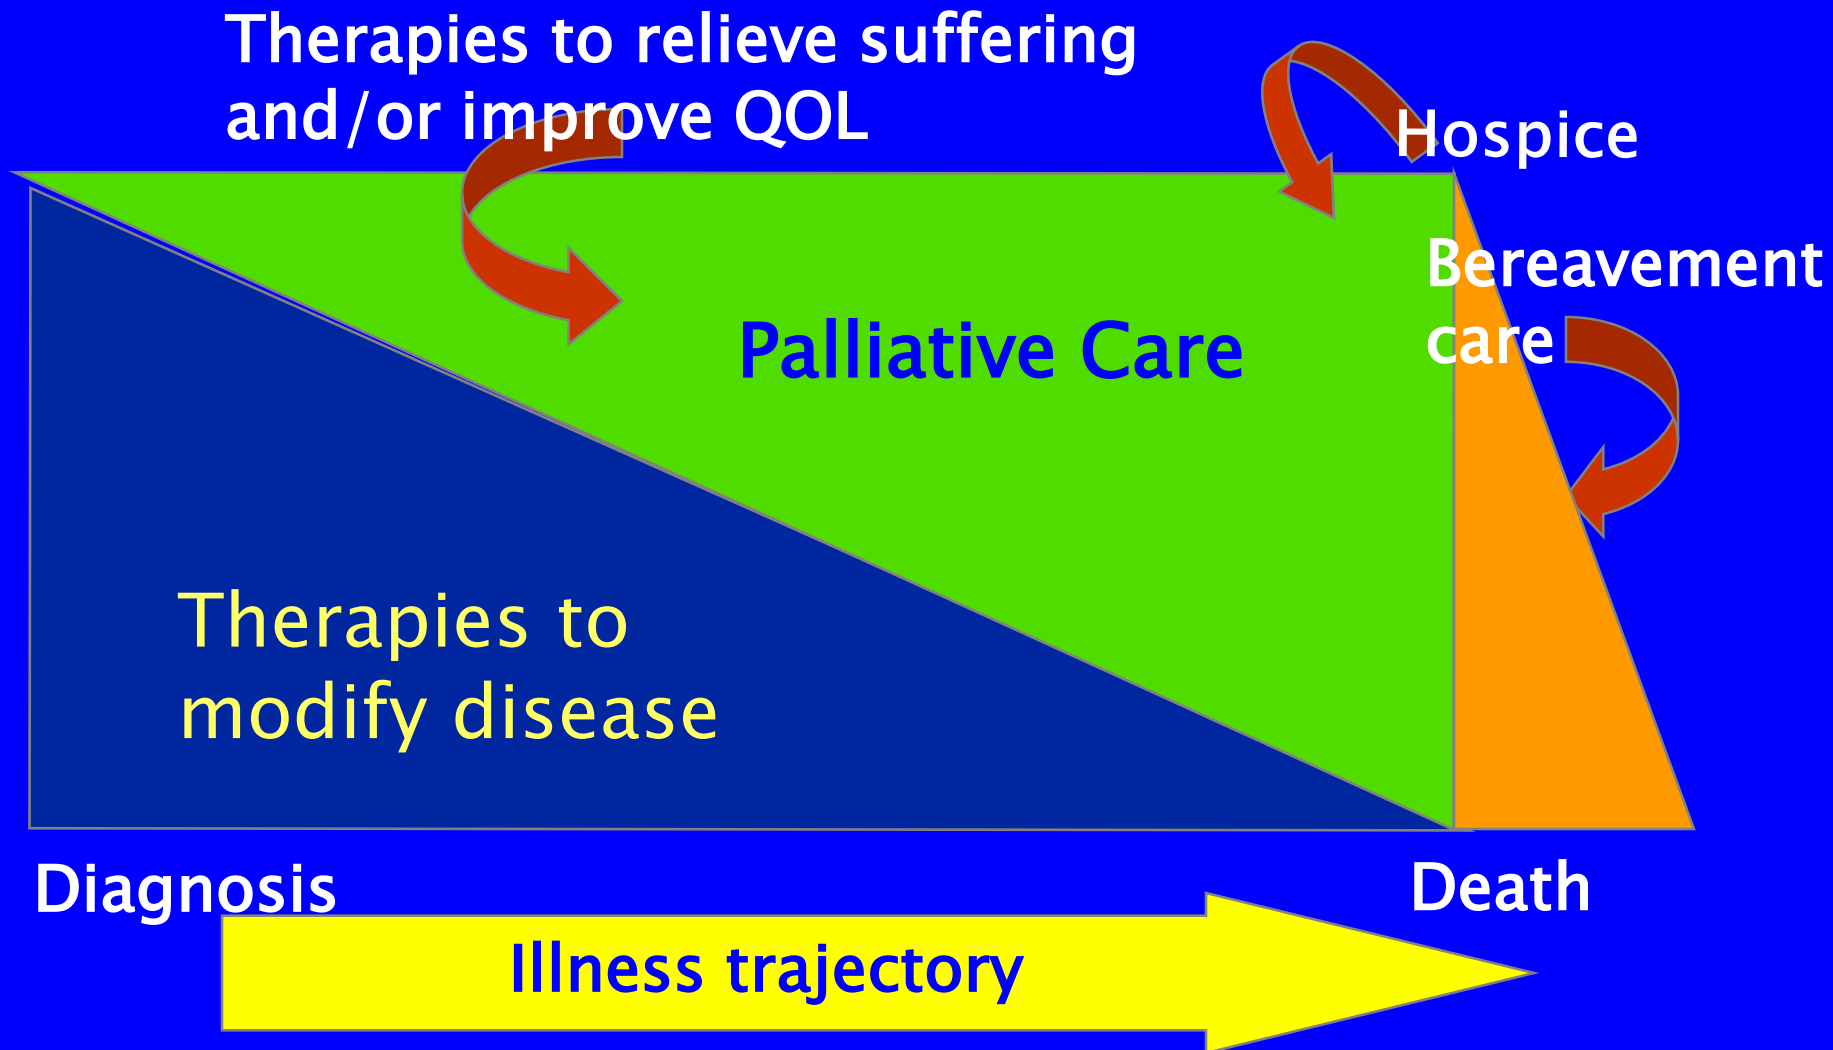 Therapies to relieve suffering
and/or improve QOL
Hospice
Bereavement
care
Palliative Care
Therapies to
modify disease
Diagnosis
Death
Illness trajectory